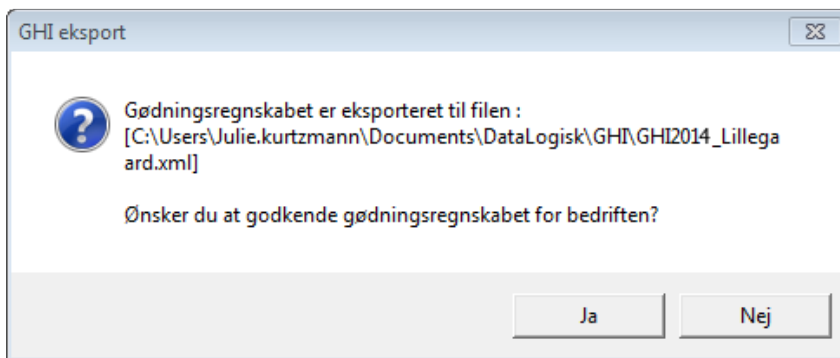 GHI eksport
Gødningsregnskabet er eksporteret til filen :
[C:\Users\Julie.kurtzmann\Documents\DataLogisk\GHI\GHI2014_Lillega
ard.xml]
Ønsker du at godkende gødningsregnskabet for bedriften?
Ja
Nej